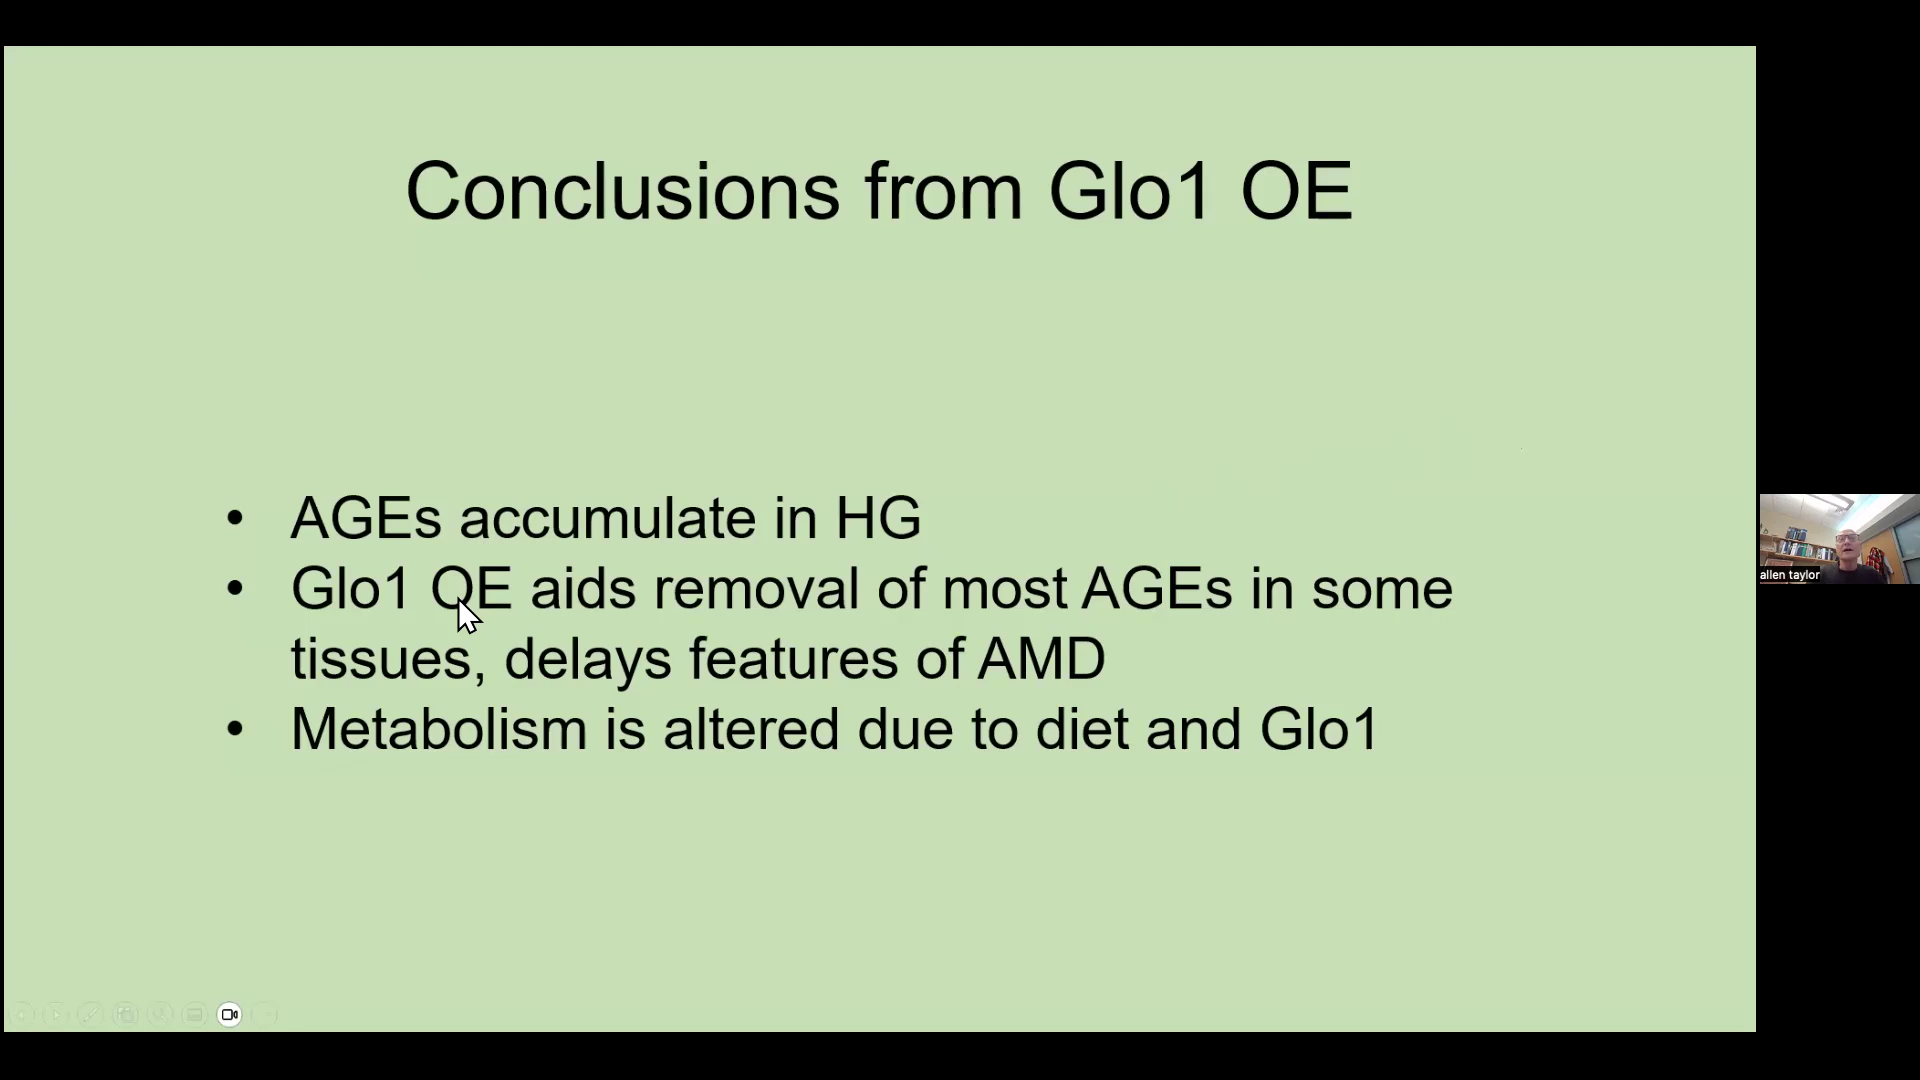 Conclusions from Glo1 OE
• AGEs accumulate in HG
• Glo1 OE aids removal of most AGEs in some
tissues, delays features of AMD
• Metabolism is altered due to diet and Glo1
allen taylor